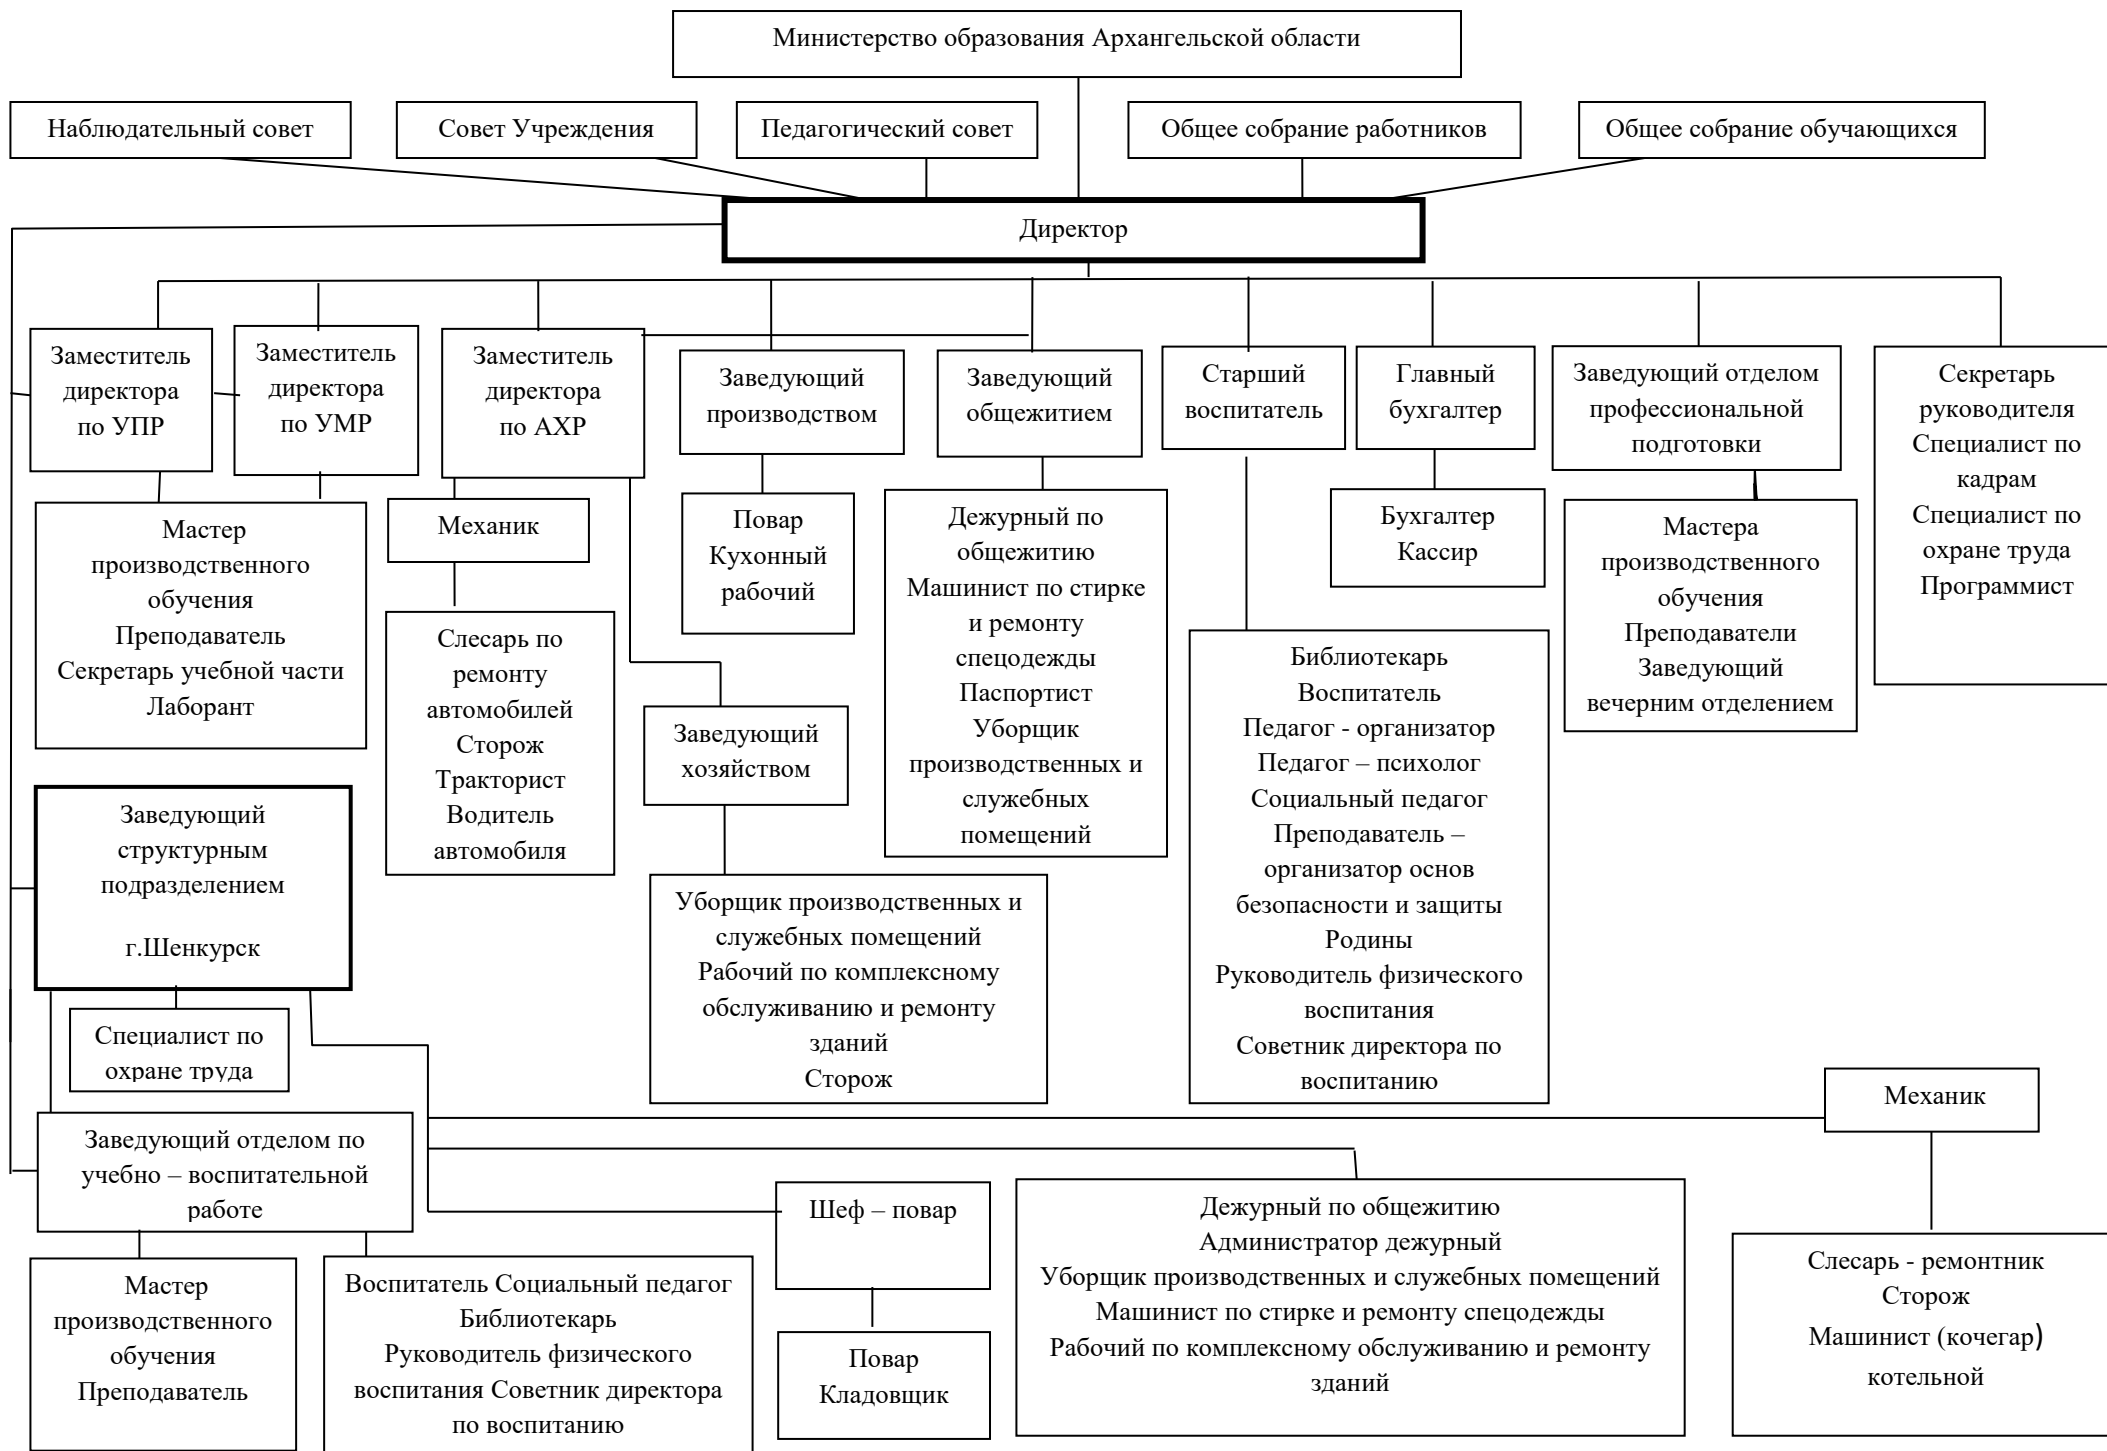 Министерство образования Архангельской области
Наблюдательный совет
Совет Учреждения
Педагогический совет
Общее собрание работников
Общее собрание обучающихся
Директор
Заместитель
директора
по УПР
Заместитель
директора
по УМР
Заместитель
директора
по АХР
Заведующий
производством
Заведующий
общежитием
Старший
воспитатель
Главный
бухгалтер
Заведующий отделом
профессиональной
подготовки
Секретарь
руководителя
Специалист по
кадрам
Специалист по
охране труда
Программист
Мастер
производственного
обучения
Преподаватель
Секретарь учебной части
Лаборант
Механик
Слесарь по
ремонту
автомобилей
Сторож
Тракторист
Водитель
автомобиля
Повар
Кухонный
рабочий
Заведующий
хозяйством
Уборщик производственных и
служебных помещений
Рабочий по комплексному
обслуживанию и ремонту
зданий
Сторож
Дежурный по
общежитию
Машинист по стирке
и ремонту
спецодежды
Паспортист
Уборщик
производственных и
служебных
помещений
Библиотекарь
Воспитатель
Педагог - организатор
Педагог – психолог
Социальный педагог
Преподаватель –
организатор основ
безопасности и защиты
Родины
Руководитель физического
воспитания
Советник директора по
воспитанию
Бухгалтер
Кассир
Мастера
производственного
обучения
Преподаватели
Заведующий
вечерним отделением
Заведующий
структурным
подразделением
г.Шенкурск
Специалист по
охране труда
Заведующий отделом по
учебно – воспитательной
работе
Мастер
производственного
обучения
Преподаватель
Воспитатель Социальный педагог
Библиотекарь
Руководитель физического
воспитания Советник директора
по воспитанию
Шеф – повар
Повар
Кладовщик
Дежурный по общежитию
Администратор дежурный
Уборщик производственных и служебных помещений
Машинист по стирке и ремонту спецодежды
Рабочий по комплексному обслуживанию и ремонту
зданий
Механик
Слесарь - ремонтник
Сторож
Машинист (кочегар)
котельной